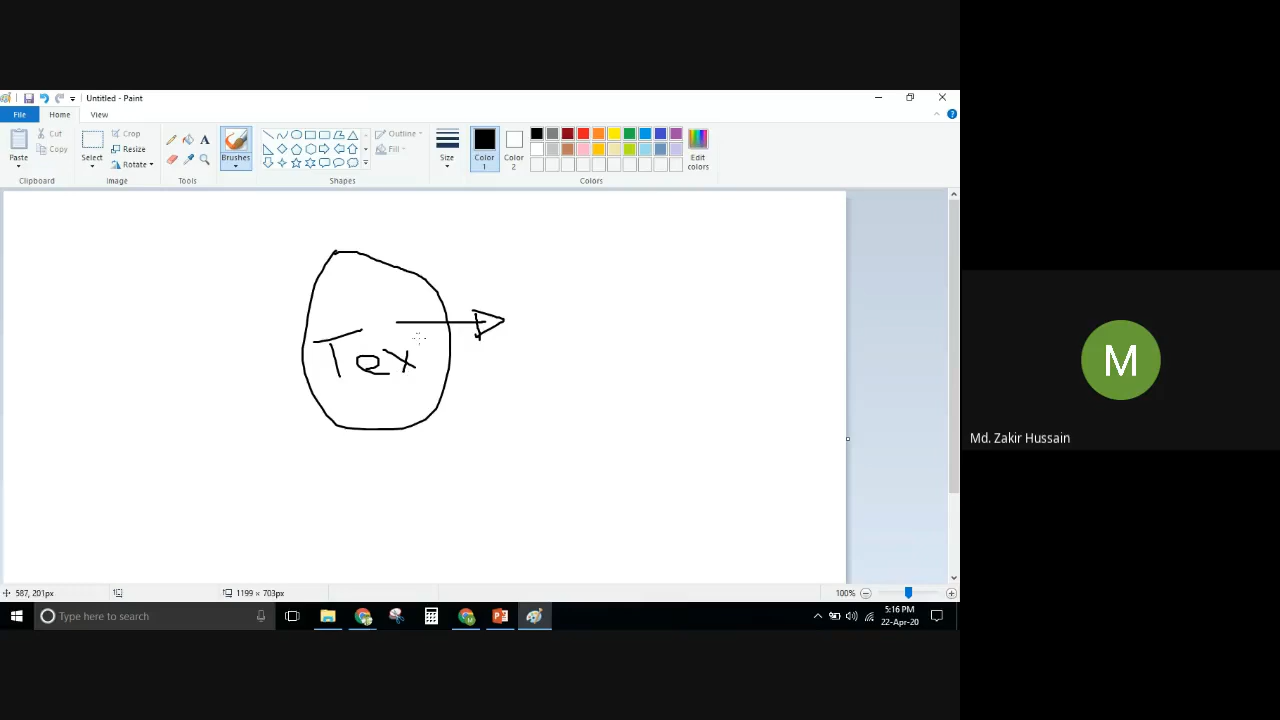 Untitled - Paint
File Home View
Paste Cut Copy Clipboard
Select Crop Resize Rotate Image
A Tools
Brushes
Outline Fill Shapes
Size
Color 1 Color 2 Edit colors Colors
Tex
587, 201px 1199 × 703px 100%
Type here to search
5:16 PM
22-Apr-20
M
Md. Zakir Hussain